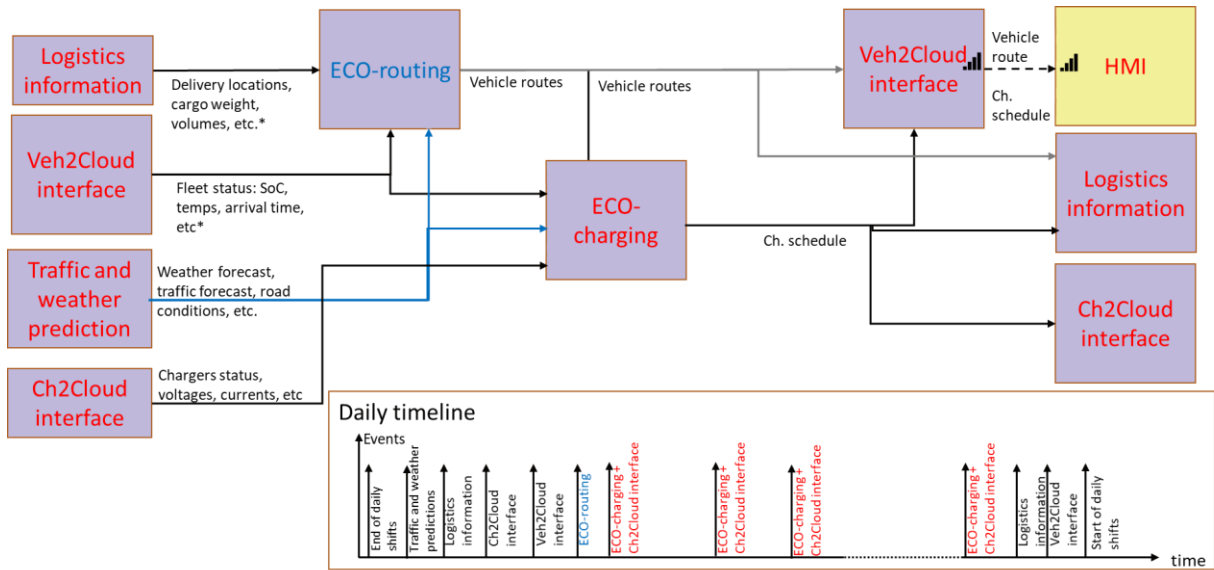 Logistics
information
Delivery locations,
cargo weight,
volumes, etc.*
ECO-routing
Vehicle routes
Vehicle routes
Veh2Cloud
interface
Vehicle
route
Ch.
schedule
HMI
Veh2Cloud
interface
Fleet status: SoC,
temps, arrival time,
etc*
ECO-
charging
Ch. schedule
Logistics
information
Traffic and
weather
prediction
Weather forecast,
traffic forecast, road
conditions, etc.
Ch2Cloud
interface
Ch2Cloud
interface
Chargers status,
voltages, currents, etc
Daily timeline
Events
End of daily
shifts
Traffic and weather
predictions
Logistics
information
Ch2Cloud
interface
Veh2Cloud
interface
ECO-routing
ECO-charging+
Ch2Cloud interface
ECO-charging+
Ch2Cloud interface
ECO-charging+
Ch2Cloud interface
ECO-charging+
Ch2Cloud interface
Logistics
information
Veh2Cloud
interface
Start of daily
shifts
time